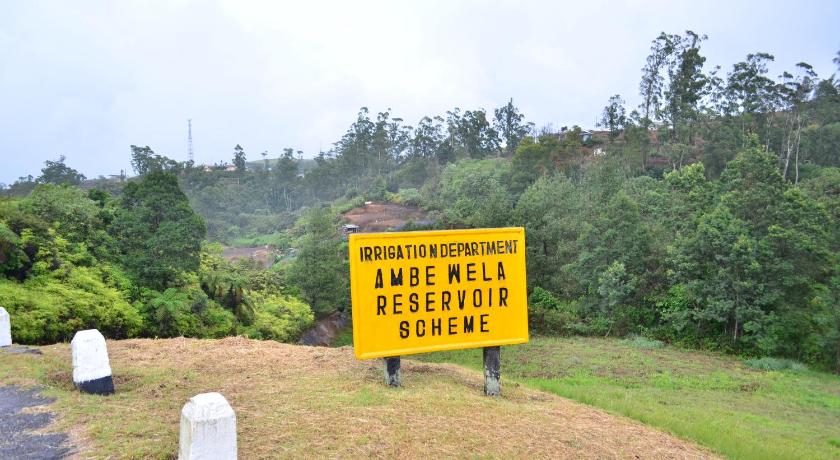 IRRIGATION DEPARTMENT
AMBE WELA
RESERVOIR
SCHEME